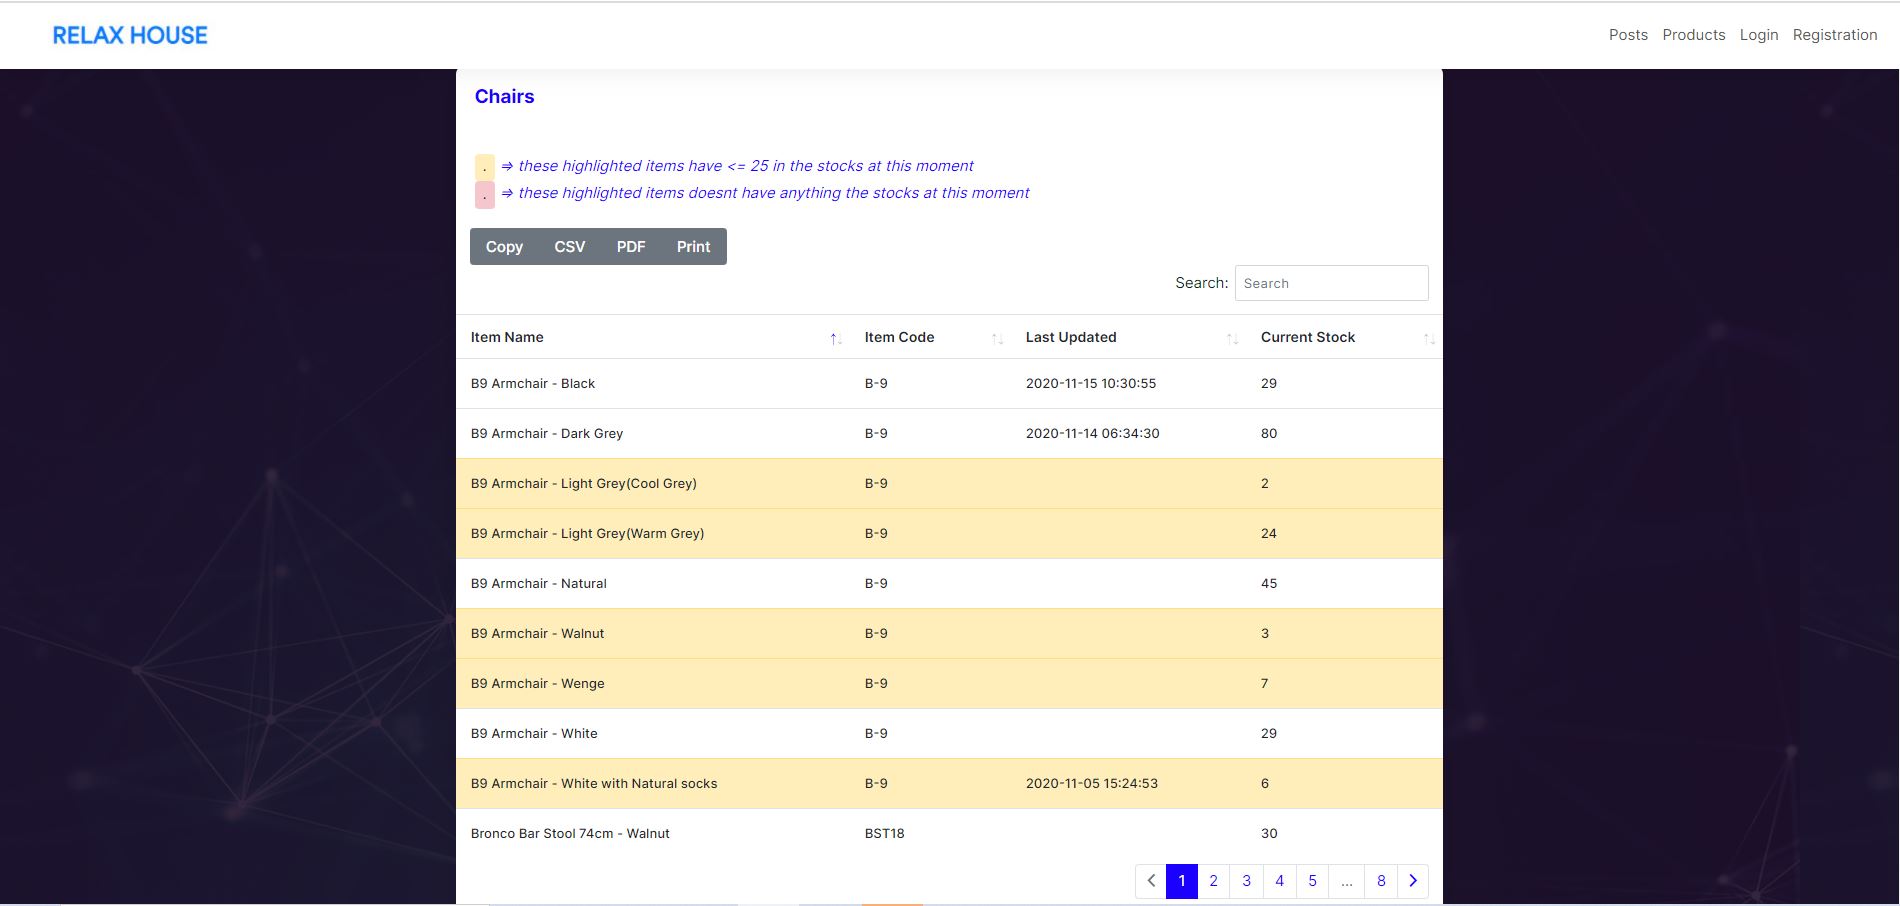 RELAX HOUSE
Posts Products Login Registration
Chairs
. ⇒ these highlighted items have <= 25 in the stocks at this moment
. ⇒ these highlighted items doesnt have anything the stocks at this moment
Copy CSV PDF Print
Search: Search
Item Name ↑↓ Item Code ↑↓ Last Updated ↑↓ Current Stock ↑↓
B9 Armchair - Black B-9 2020-11-15 10:30:55 29
B9 Armchair - Dark Grey B-9 2020-11-14 06:34:30 80
B9 Armchair - Light Grey(Cool Grey) B-9 2
B9 Armchair - Light Grey(Warm Grey) B-9 24
B9 Armchair - Natural B-9 45
B9 Armchair - Walnut B-9 3
B9 Armchair - Wenge B-9 7
B9 Armchair - White B-9 29
B9 Armchair - White with Natural socks B-9 2020-11-05 15:24:53 6
Bronco Bar Stool 74cm - Walnut BST18 30
1 2 3 4 5 ... 8